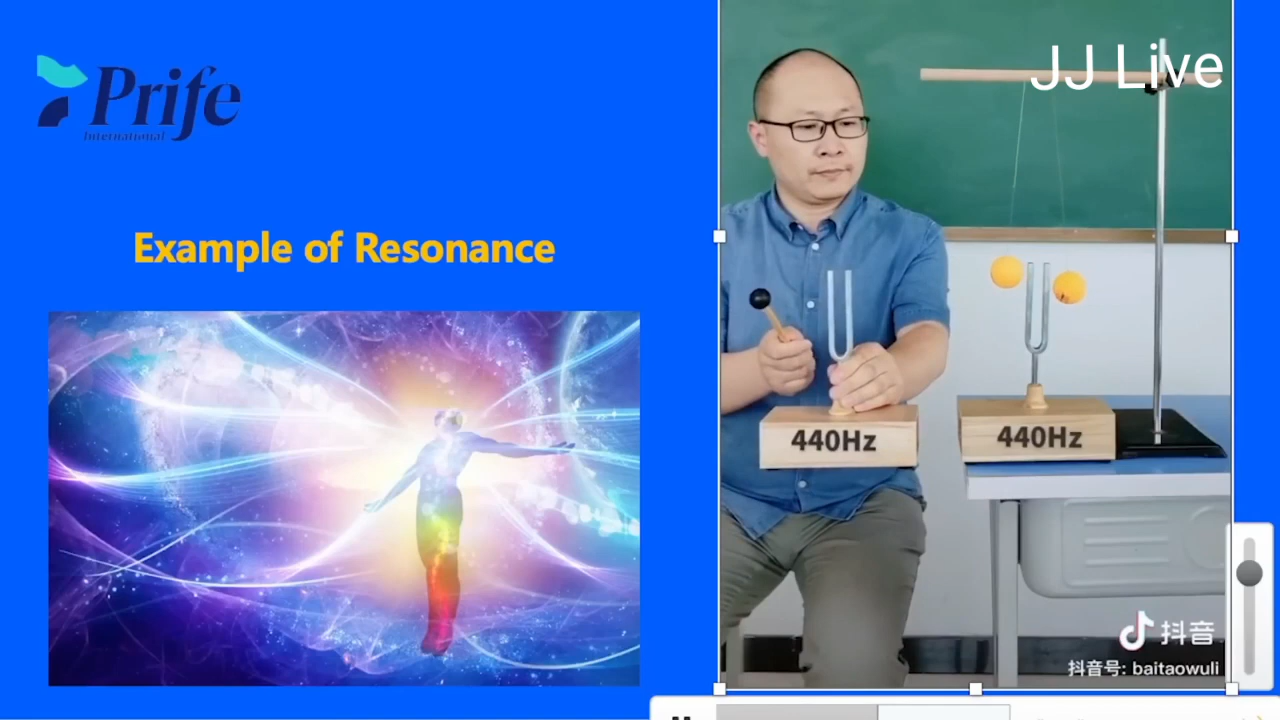 Prife
International
Example of Resonance
JJ Live
440Hz
440Hz
抖音
抖音号: baitaowuli